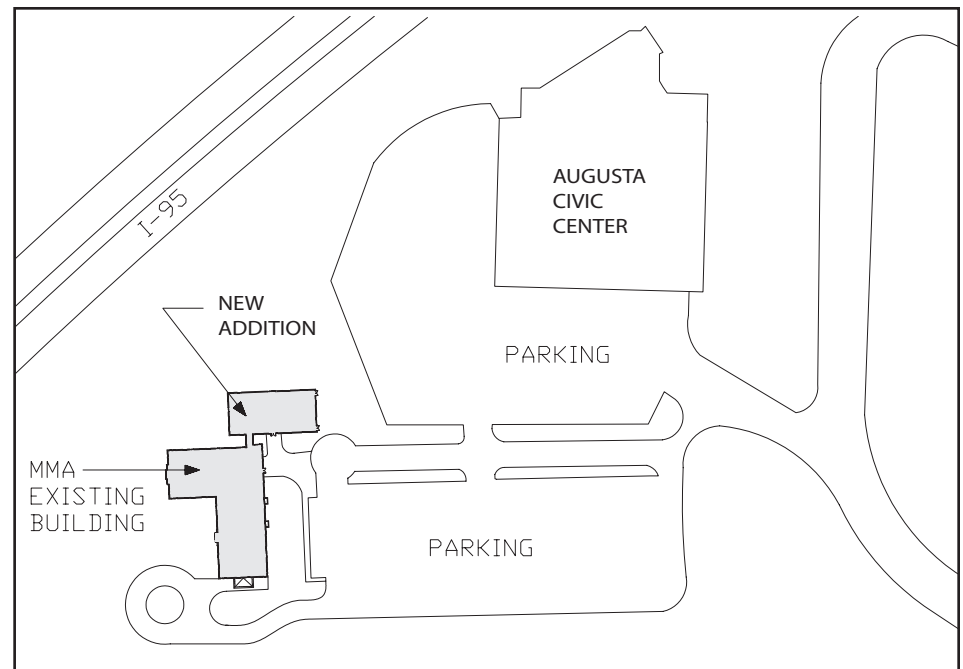 AUGUSTA
CIVIC
CENTER
I-95
NEW
ADDITION
PARKING
MMA
EXISTING
BUILDING
PARKING